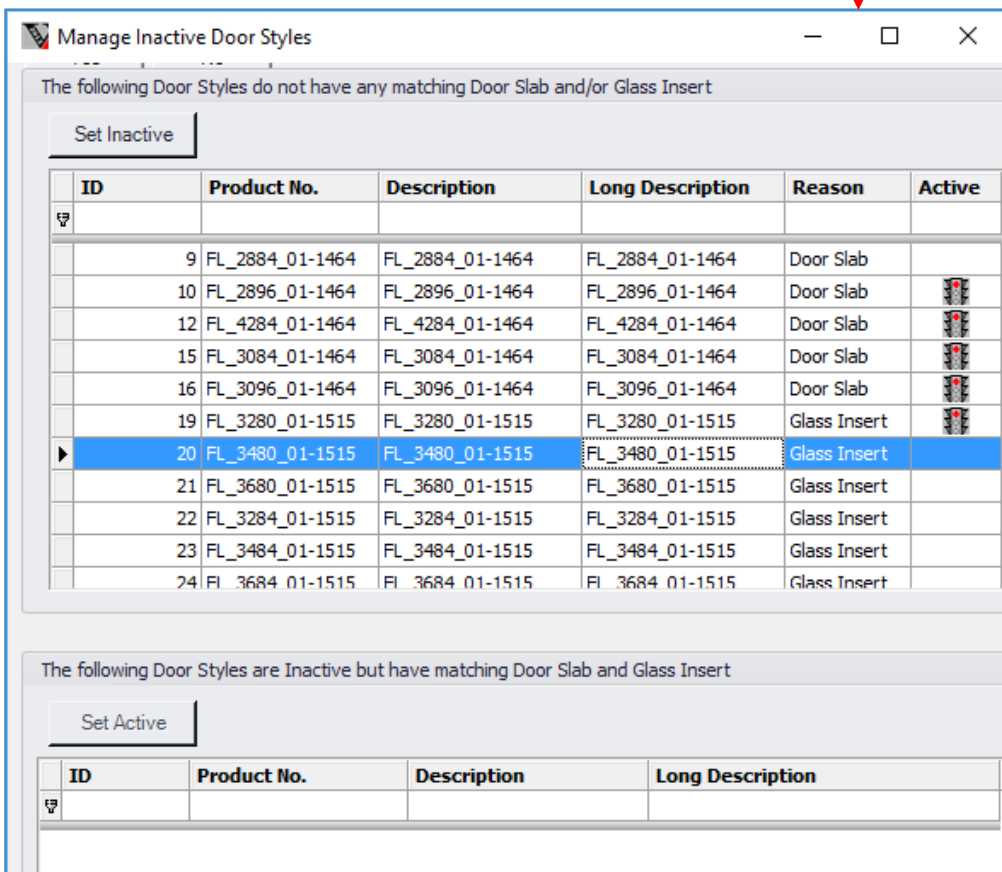 Manage Inactive Door Styles
The following Door Styles do not have any matching Door Slab and/or Glass Insert
Set Inactive
ID Product No. Description Long Description Reason Active
9 FL_2884_01-1464 FL_2884_01-1464 FL_2884_01-1464 Door Slab
10 FL_2896_01-1464 FL_2896_01-1464 FL_2896_01-1464 Door Slab
12 FL_4284_01-1464 FL_4284_01-1464 FL_4284_01-1464 Door Slab
15 FL_3084_01-1464 FL_3084_01-1464 FL_3084_01-1464 Door Slab
16 FL_3096_01-1464 FL_3096_01-1464 FL_3096_01-1464 Door Slab
19 FL_3280_01-1515 FL_3280_01-1515 FL_3280_01-1515 Glass Insert
20 FL_3480_01-1515 FL_3480_01-1515 FL_3480_01-1515 Glass Insert
21 FL_3680_01-1515 FL_3680_01-1515 FL_3680_01-1515 Glass Insert
22 FL_3284_01-1515 FL_3284_01-1515 FL_3284_01-1515 Glass Insert
23 FL_3484_01-1515 FL_3484_01-1515 FL_3484_01-1515 Glass Insert
24 FL_3684_01-1515 FL_3684_01-1515 FL_3684_01-1515 Glass Insert
The following Door Styles are Inactive but have matching Door Slab and Glass Insert
Set Active
ID Product No. Description Long Description